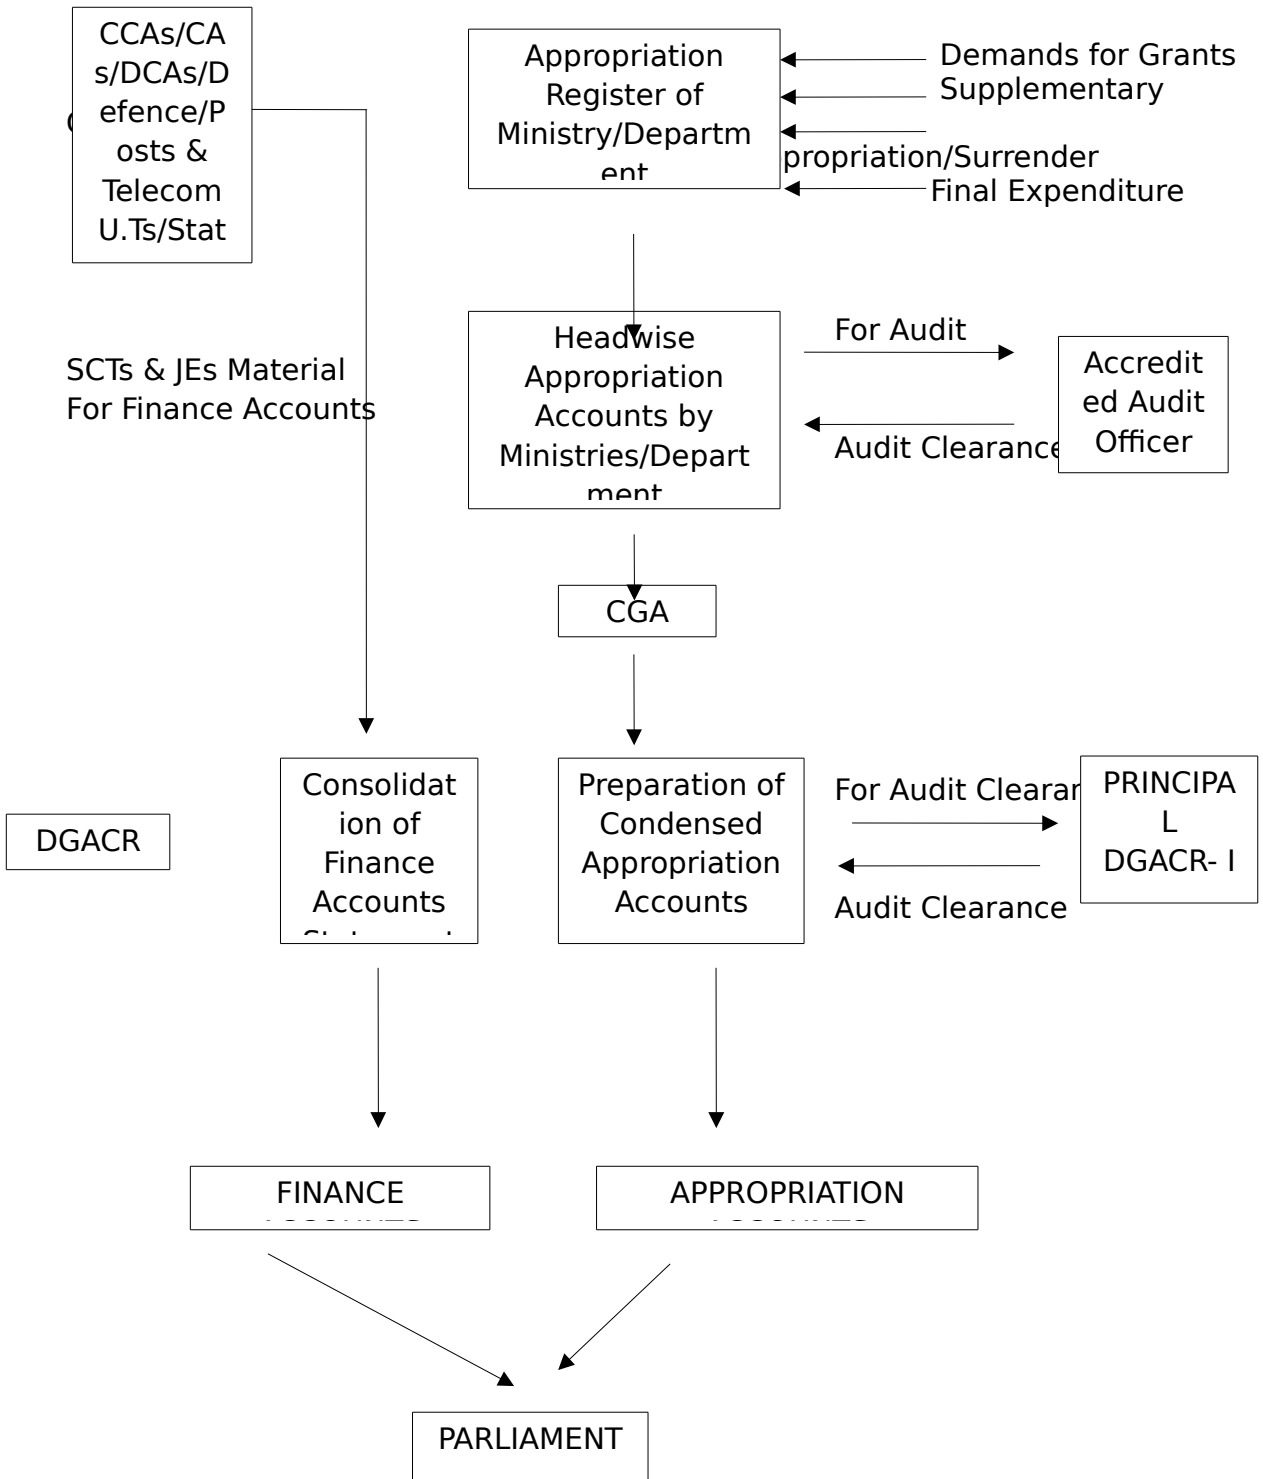 CCAs/CA
s/DCAs/D
efence/P
osts &
Telecom
U.Ts/Stat
Appropriation
Register of
Ministry/Departm
ent
Demands for Grants
Supplementary
propriation/Surrender
Final Expenditure
SCTs & JEs Material
For Finance Accounts
Headwise
Appropriation
Accounts by
Ministries/Depart
ment
For Audit
Audit Clearance
Accredit
ed Audit
Officer
CGA
DGACR
Consolidat
ion of
Finance
Accounts
Preparation of
Condensed
Appropriation
Accounts
For Audit Clearan
Audit Clearance
PRINCIPA
L
DGACR- I
FINANCE
APPROPRIATION
PARLIAMENT